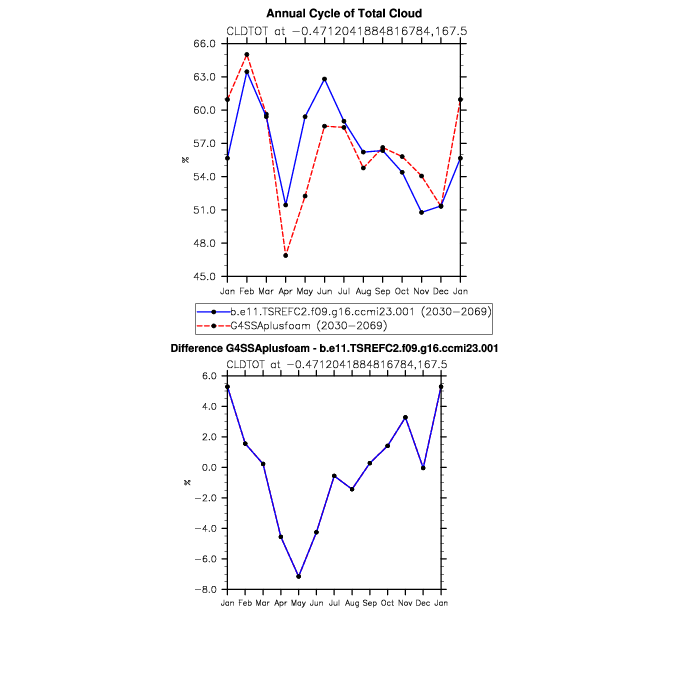 Annual Cycle of Total Cloud
CLDTOT at −0.4712041884816784,167.5
66.0
63.0
60.0
57.0
54.0
51.0
48.0
45.0
%
Jan Feb Mar Apr May Jun Jul Aug Sep Oct Nov Dec Jan
b.e11.TSREFC2.f09.g16.ccmi23.001 (2030−2069)
G4SSAplusfoam (2030−2069)
Difference G4SSAplusfoam - b.e11.TSREFC2.f09.g16.ccmi23.001
CLDTOT at −0.4712041884816784,167.5
6.0
4.0
2.0
0.0
−2.0
−4.0
−6.0
−8.0
%
Jan Feb Mar Apr May Jun Jul Aug Sep Oct Nov Dec Jan